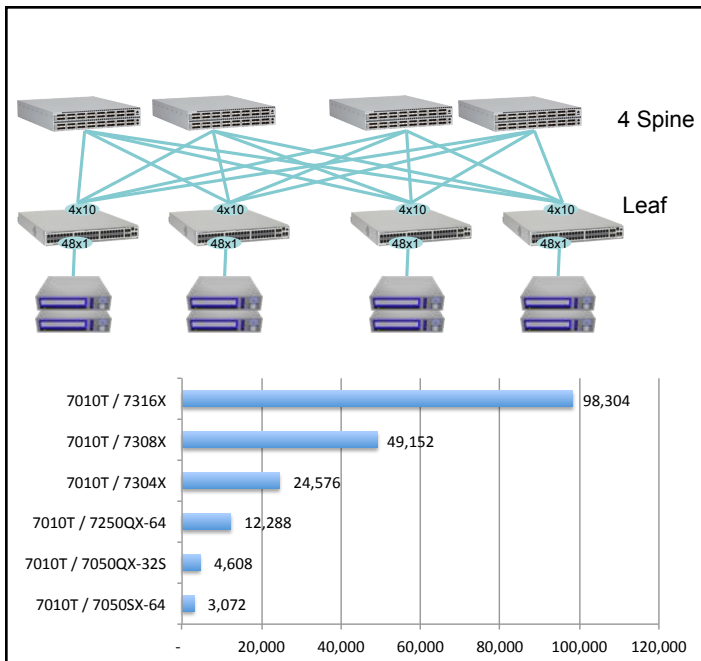 4 Spine
4x10 4x10 4x10 4x10
Leaf
48x1 48x1 48x1 48x1
7010T / 7316X 98,304
7010T / 7308X 49,152
7010T / 7304X 24,576
7010T / 7250QX-64 12,288
7010T / 7050QX-32S 4,608
7010T / 7050SX-64 3,072
- 20,000 40,000 60,000 80,000 100,000 120,000